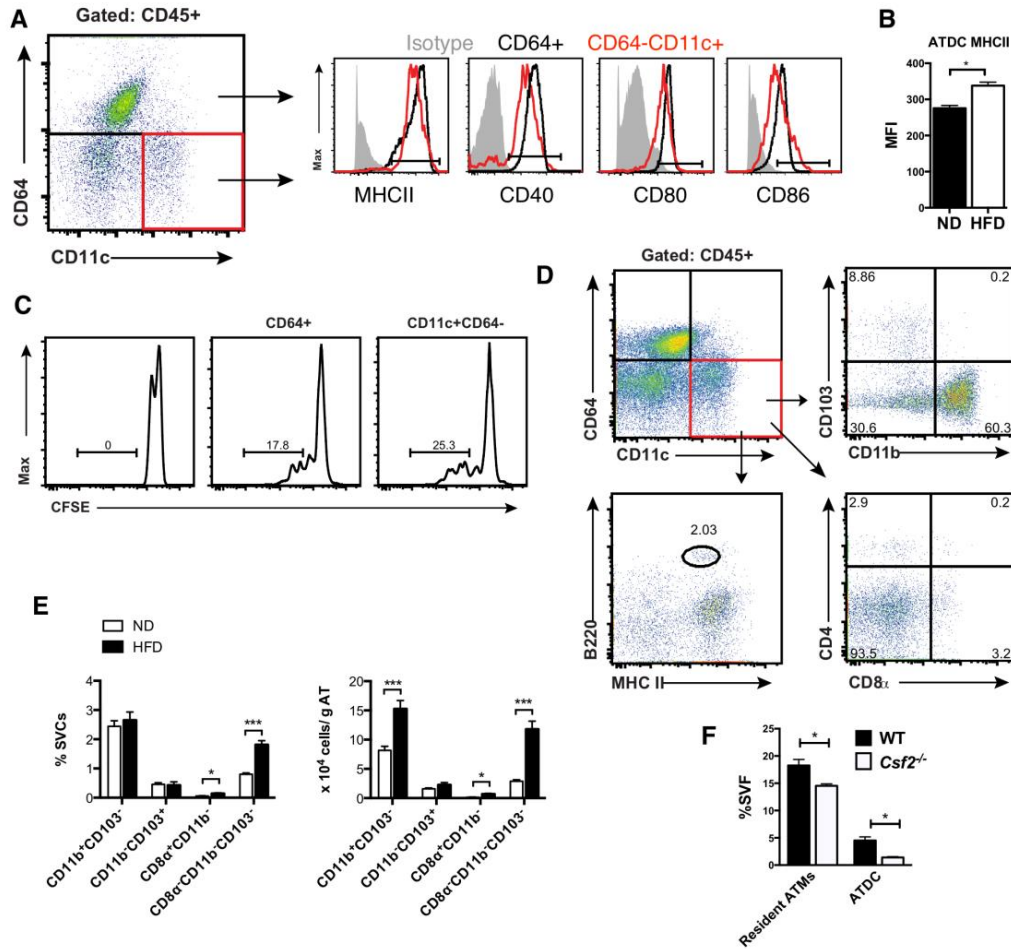 A
Gated: CD45+
CD64
CD11c
Isotype CD64+ CD64-CD11c+
Max
MHCII
CD40
CD80
CD86
B
ATDC MHCII
*
MFI
400
300
200
100
0
ND HFD
C
CD64+
CD11c+CD64-
0
17.8
25.3
Max
CFSE
D
Gated: CD45+
CD64
CD11c
8.86
0.2
CD103
30.6
60.3
CD11b
2.03
B220
MHC II
2.9
0.2
CD4
93.5
3.2
CD8α
E
ND
HFD
% SVCs
4
3
2
1
0
*
***
CD11b⁺CD103⁻
CD11b⁻CD103⁺
CD8α⁺CD11b⁻
CD8α⁻CD11b⁻CD103⁻
x 10⁴ cells/ g AT
20
15
10
5
0
***
*
***
CD11b⁺CD103⁻
CD11b⁻CD103⁺
CD8α⁺CD11b⁻
CD8α⁻CD11b⁻CD103⁻
F
WT
Csf2⁻/⁻
%SVF
25
20
15
10
5
0
*
*
Resident ATMs
ATDC